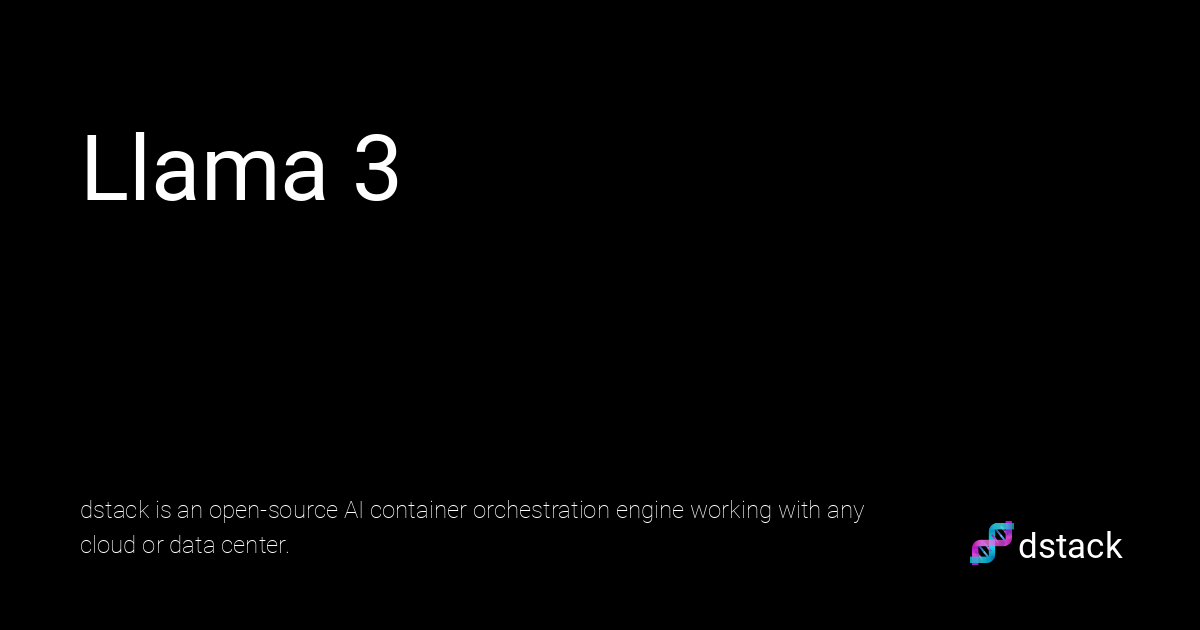 Llama 3
dstack is an open-source AI container orchestration engine working with any
cloud or data center.
dstack